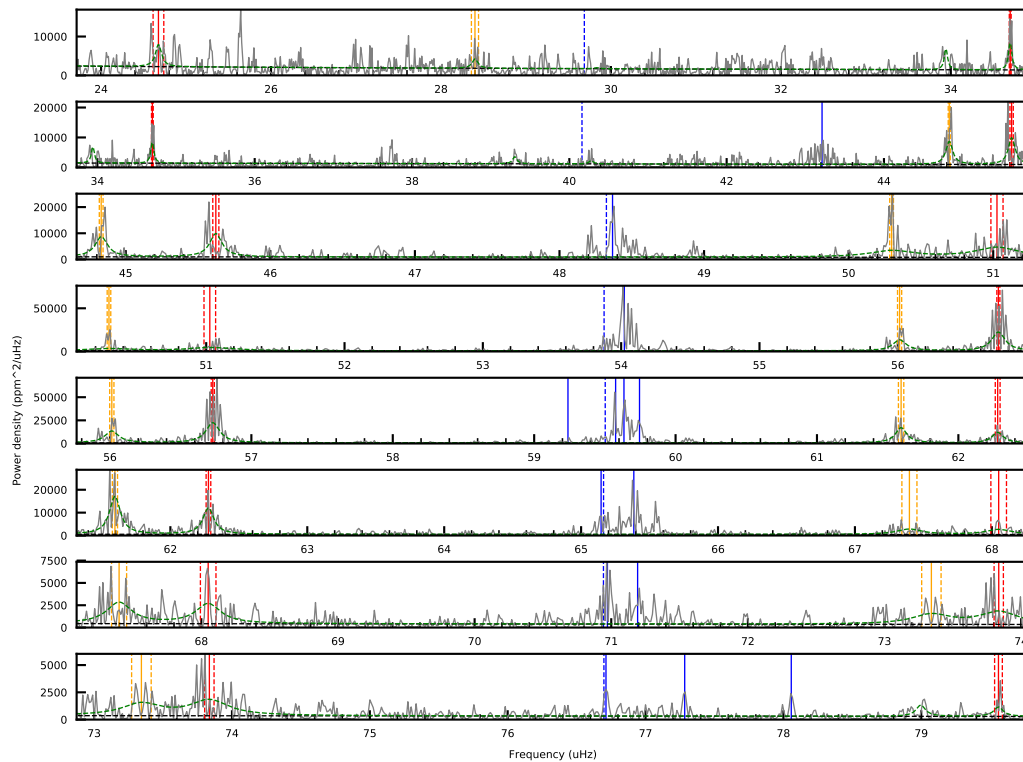 10000
0
24 26 28 30 32 34
20000
10000
0
34 36 38 40 42 44
20000
10000
0
45 46 47 48 49 50 51
50000
0
51 52 53 54 55 56
50000
25000
0
56 57 58 59 60 61 62
20000
10000
0
62 63 64 65 66 67 68
7500
5000
2500
0
68 69 70 71 72 73 74
5000
2500
0
73 74 75 76 77 78 79
Power density (ppm^2/uHz)
Frequency (uHz)